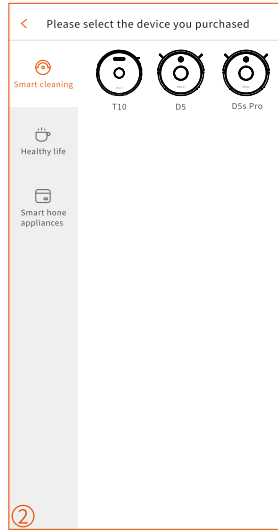 Please select the device you purchased
Smart cleaning
T10
D5
D5s Pro
Healthy life
Smart hone
appliances
2